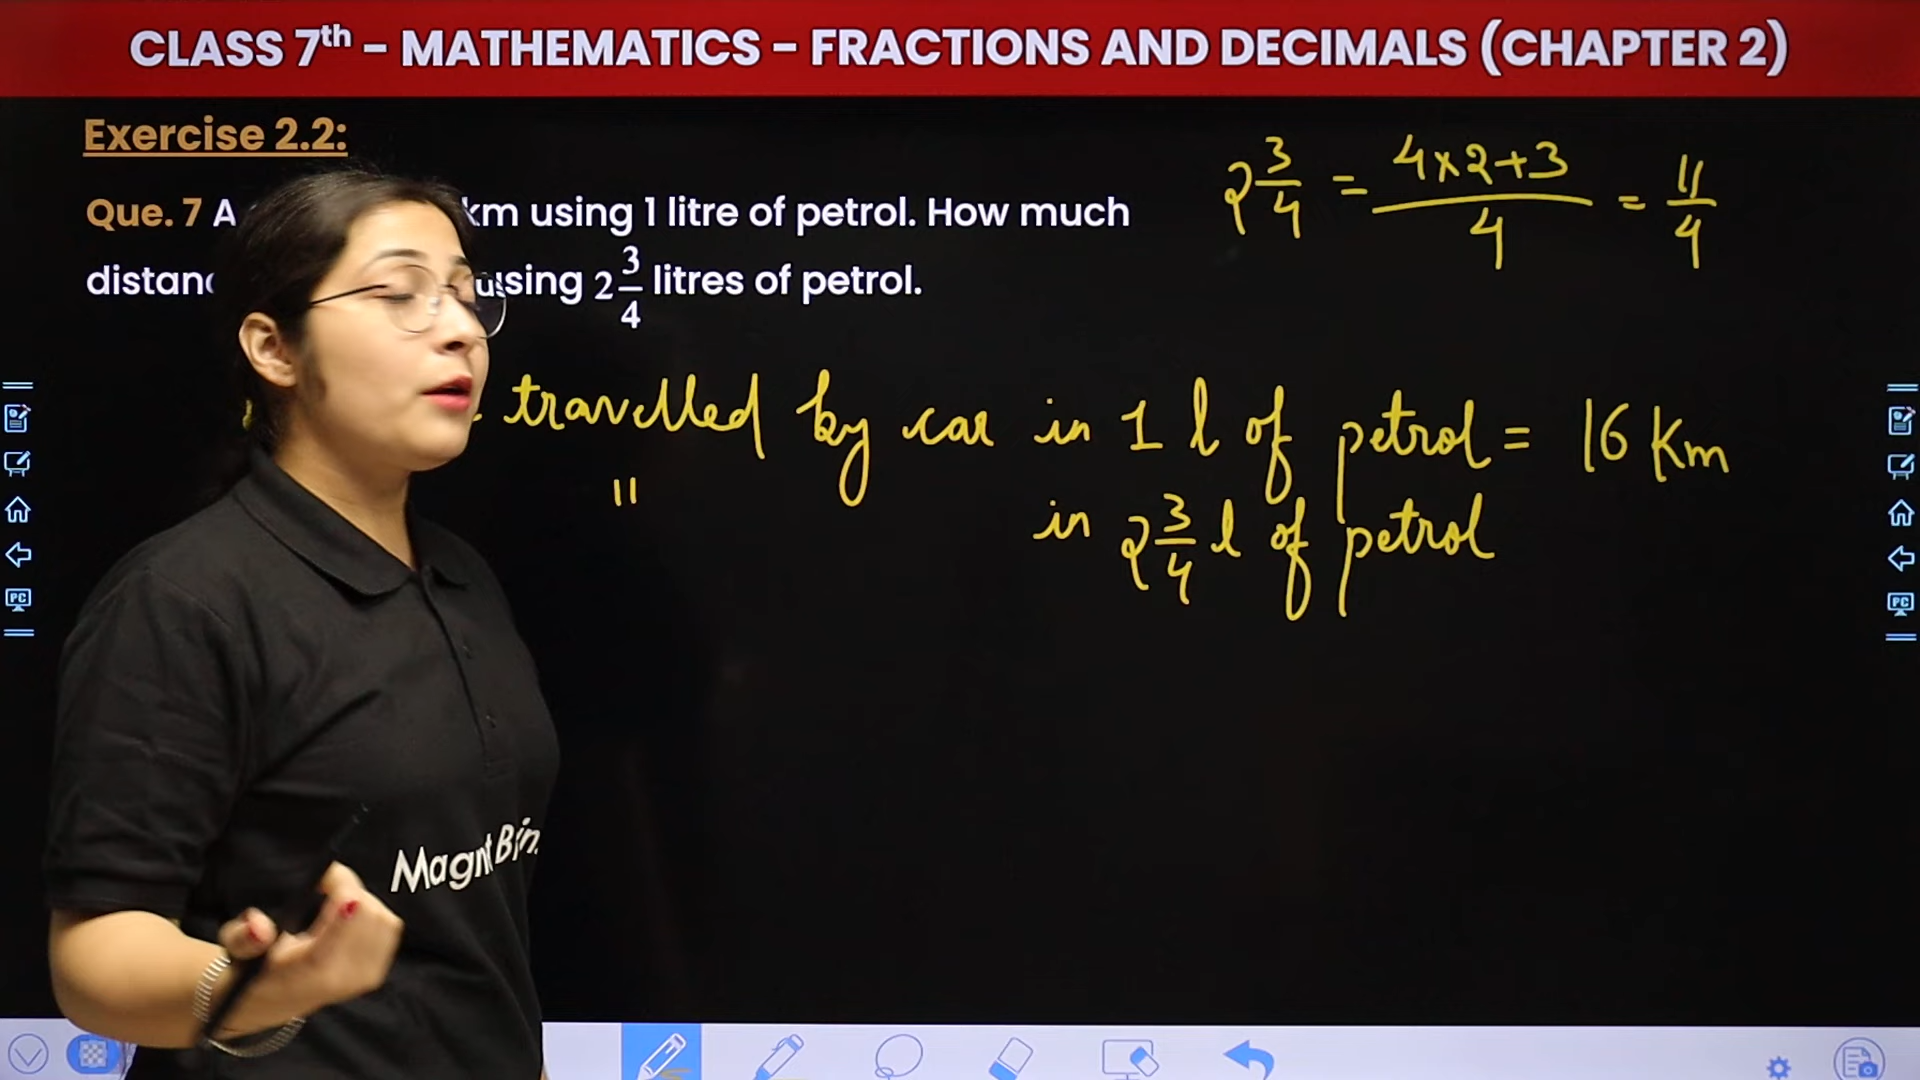 CLASS 7th – MATHEMATICS – FRACTIONS AND DECIMALS (CHAPTER 2)
Exercise 2.2:
Que. 7 A km using 1 litre of petrol. How much
using 2 3/4 litres of petrol.
2 3/4 = 4×2+3/4 = 11/4
travelled by car in 1 l of petrol = 16 Km
" in 2 3/4 l of petrol
PC
PC